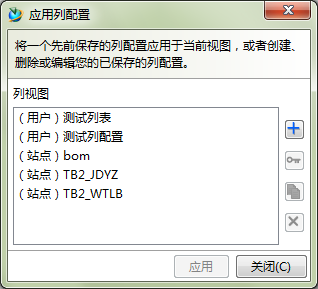 应用列配置
将一个先前保存的列配置应用于当前视图，或者创建、
删除或编辑您的已保存的列配置。
列视图
（用户）测试列表
（用户）测试列配置
（站点）bom
（站点）TB2_JDYZ
（站点）TB2_WTLB
应用
关闭(C)